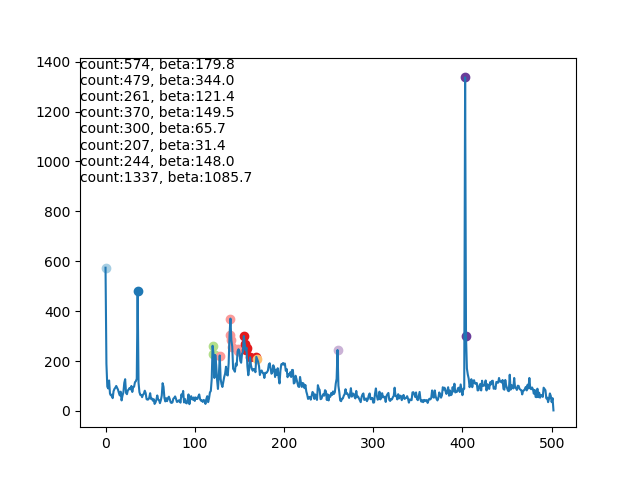 1400
count:574, beta:179.8
count:479, beta:344.0
1200
count:261, beta:121.4
count:370, beta:149.5
count:300, beta:65.7
count:207, beta:31.4
1000
count:244, beta:148.0
count:1337, beta:1085.7
800
600
400
200
0
0 100 200 300 400 500